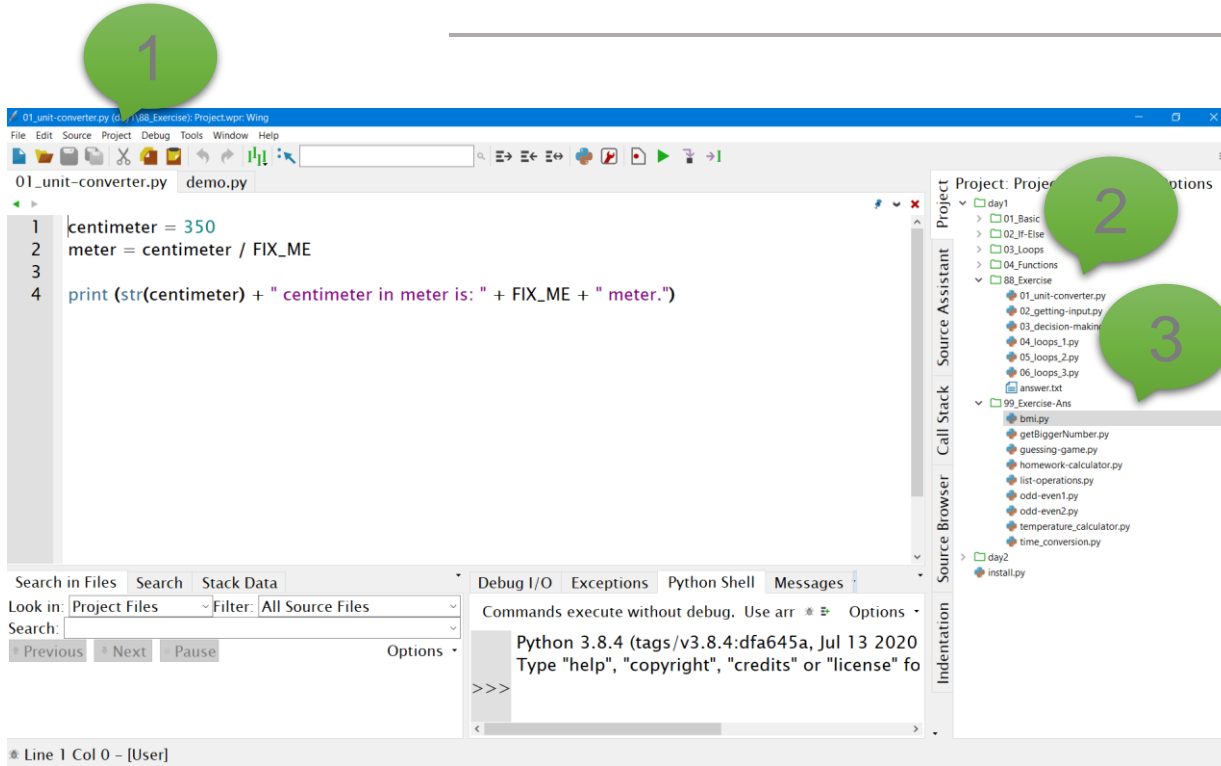 1
01_unit-converter.py (day1\88_Exercise): Project.wpr: Wing
File Edit Source Project Debug Tools Window Help
01_unit-converter.py demo.py
1 centimeter = 350
2 meter = centimeter / FIX_ME
3
4 print (str(centimeter) + " centimeter in meter is: " + FIX_ME + " meter.")
Project
Source Assistant
Call Stack
Source Browser
Indentation
Project:
2
day1
01_Basic
02_If-Else
03_Loops
04_Functions
88_Exercise
01_unit-converter.py
02_getting-input.py
3
04_loops_1.py
05_loops_2.py
06_loops_3.py
answer.txt
99_Exercise-Ans
bmi.py
getBiggerNumber.py
guessing-game.py
homework-calculator.py
list-operations.py
odd-even1.py
odd-even2.py
temperature_calculator.py
time_conversion.py
day2
install.py
Search in Files Search Stack Data
Look in: Project Files Filter: All Source Files
Search:
Previous Next Pause Options
Debug I/O Exceptions Python Shell Messages
Commands execute without debug. Use arr Options
Python 3.8.4 (tags/v3.8.4:dfa645a, Jul 13 2020
Type "help", "copyright", "credits" or "license" fo
>>>
Line 1 Col 0 – [User]